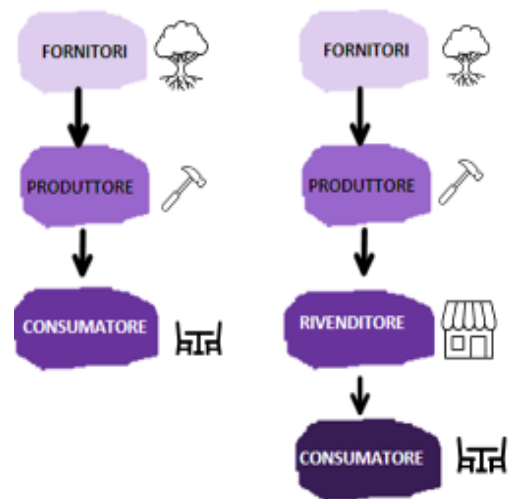 FORNITORI
PRODUTTORE
CONSUMATORE
FORNITORI
PRODUTTORE
RIVENDITORE
CONSUMATORE